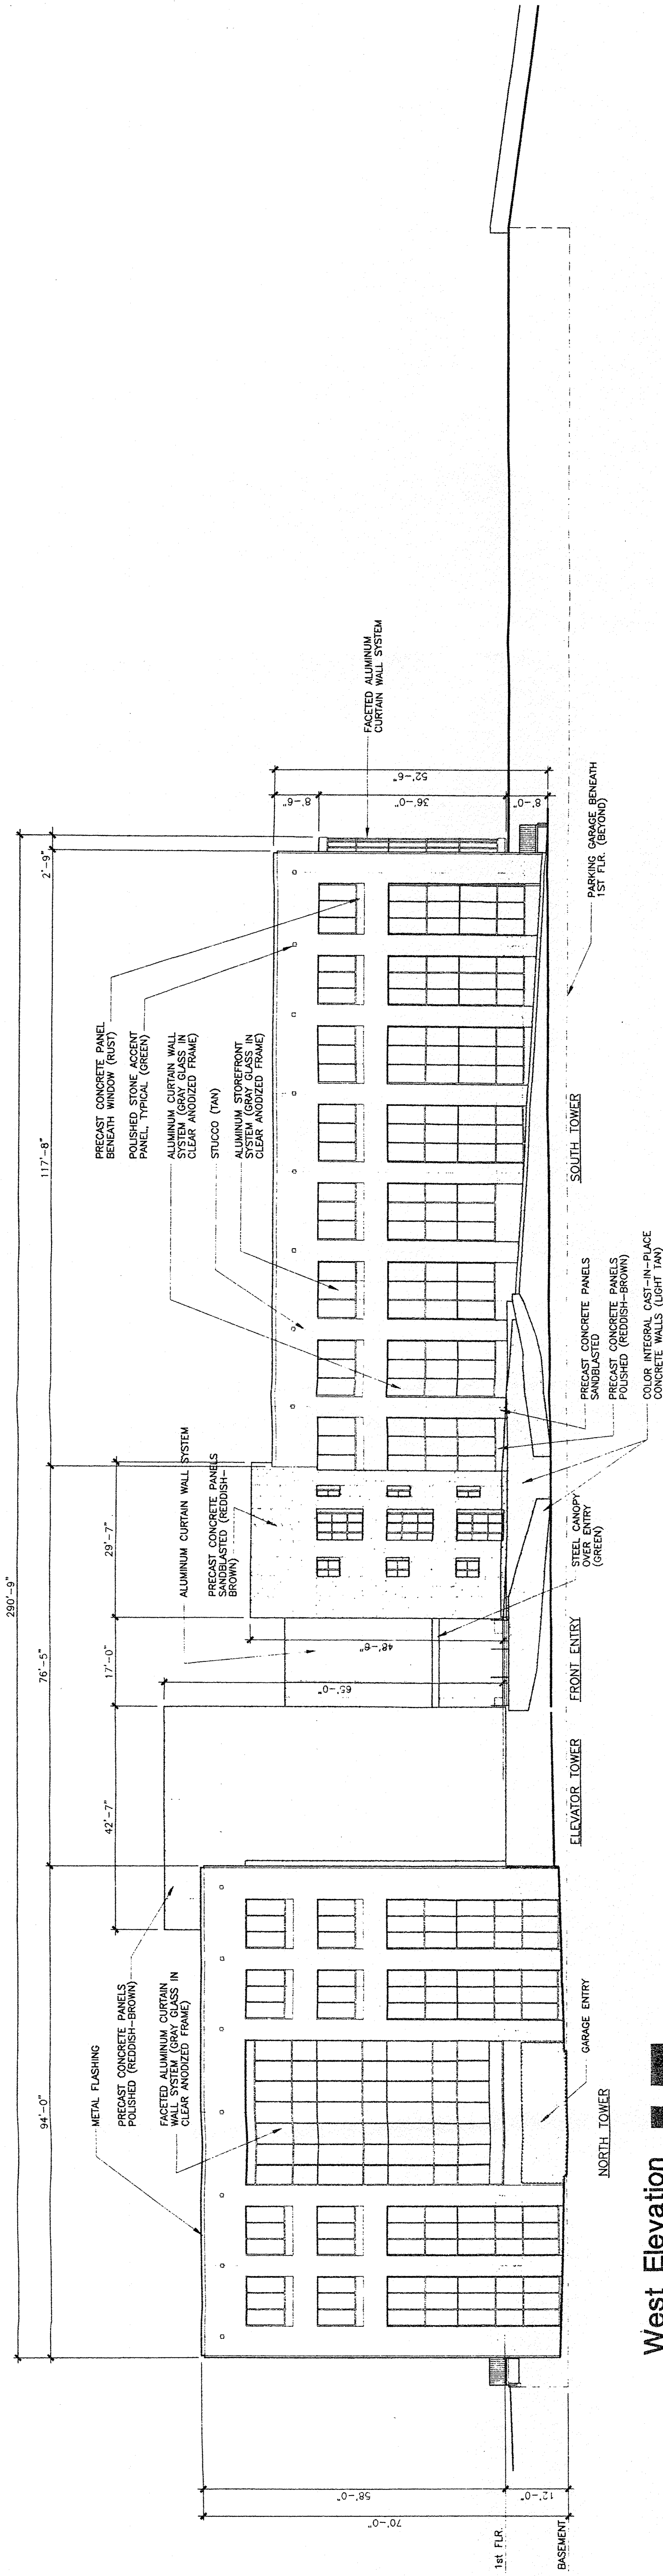 290'-9"
94'-0"
76'-5"
117'-8"
2'-9"
42'-7"
17'-0"
29'-7"
METAL FLASHING
PRECAST CONCRETE PANELS
POLISHED (REDDISH-BROWN)
FACETED ALUMINUM CURTAIN
WALL SYSTEM (GRAY GLASS IN
CLEAR ANODIZED FRAME)
ALUMINUM CURTAIN WALL SYSTEM
PRECAST CONCRETE PANELS
SANDBLASTED (REDDISH-
BROWN)
PRECAST CONCRETE PANEL
BENEATH WINDOW (RUST)
POLISHED STONE ACCENT
PANEL, TYPICAL (GREEN)
ALUMINUM CURTAIN WALL
SYSTEM (GRAY GLASS IN
CLEAR ANODIZED FRAME)
STUCCO (TAN)
ALUMINUM STOREFRONT
SYSTEM (GRAY GLASS IN
CLEAR ANODIZED FRAME)
FACETED ALUMINUM
CURTAIN WALL SYSTEM
70'-0"
58'-0"
12'-0"
1st FLR.
BASEMENT
65'-0"
48'-6"
8'-6"
36'-0"
8'-0"
52'-6"
GARAGE ENTRY
NORTH TOWER
ELEVATOR TOWER
FRONT ENTRY
SOUTH TOWER
STEEL CANOPY
OVER ENTRY
(GREEN)
PRECAST CONCRETE PANELS
SANDBLASTED
PRECAST CONCRETE PANELS
POLISHED (REDDISH-BROWN)
COLOR INTEGRAL CAST-IN-PLACE
CONCRETE WALLS (LIGHT TAN)
PARKING GARAGE BENEATH
1ST FLR. (BEYOND)
West Elevation